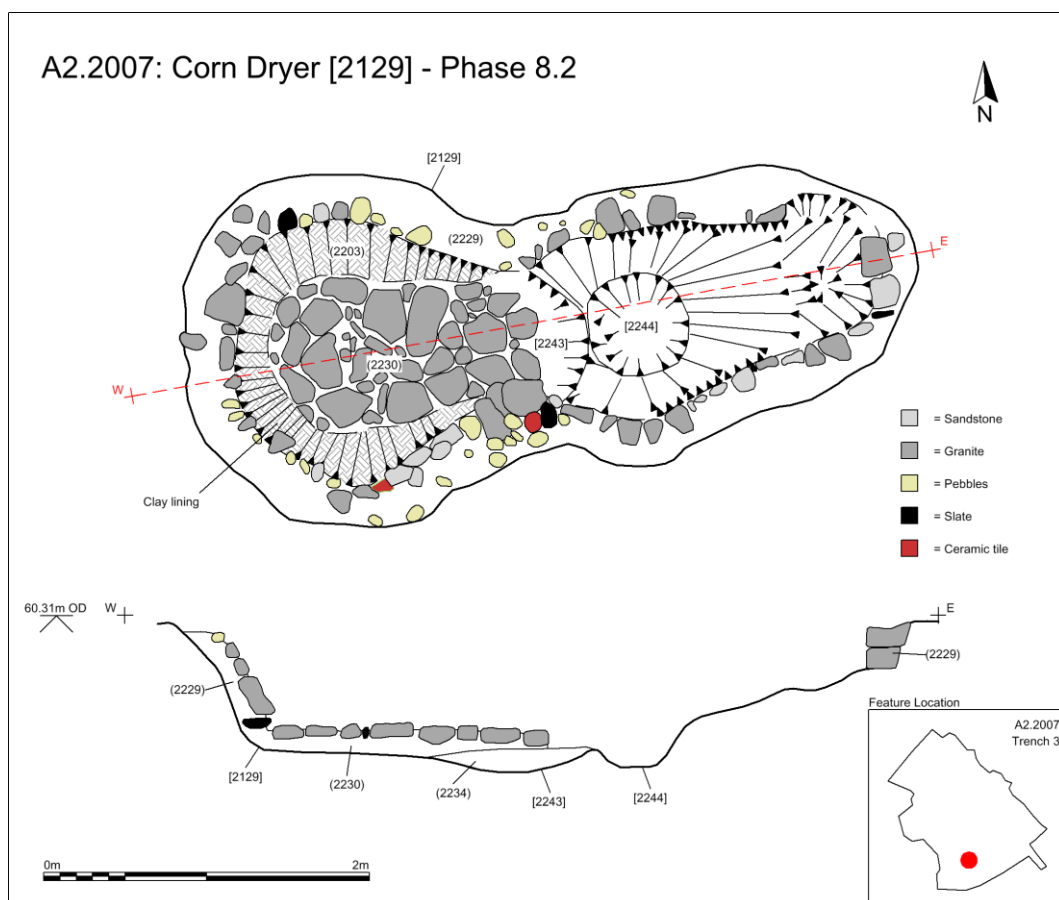 A2.2007: Corn Dryer [2129] - Phase 8.2
N
[2129]
(2203)
(2229)
E
[2244]
[2243]
(2230)
W
Clay lining
= Sandstone
= Granite
= Pebbles
= Slate
= Ceramic tile
60.31m OD
W
E
(2229)
(2229)
[2129]
(2230)
(2234)
[2243]
[2244]
Feature Location
A2.2007
Trench 3
0m
2m